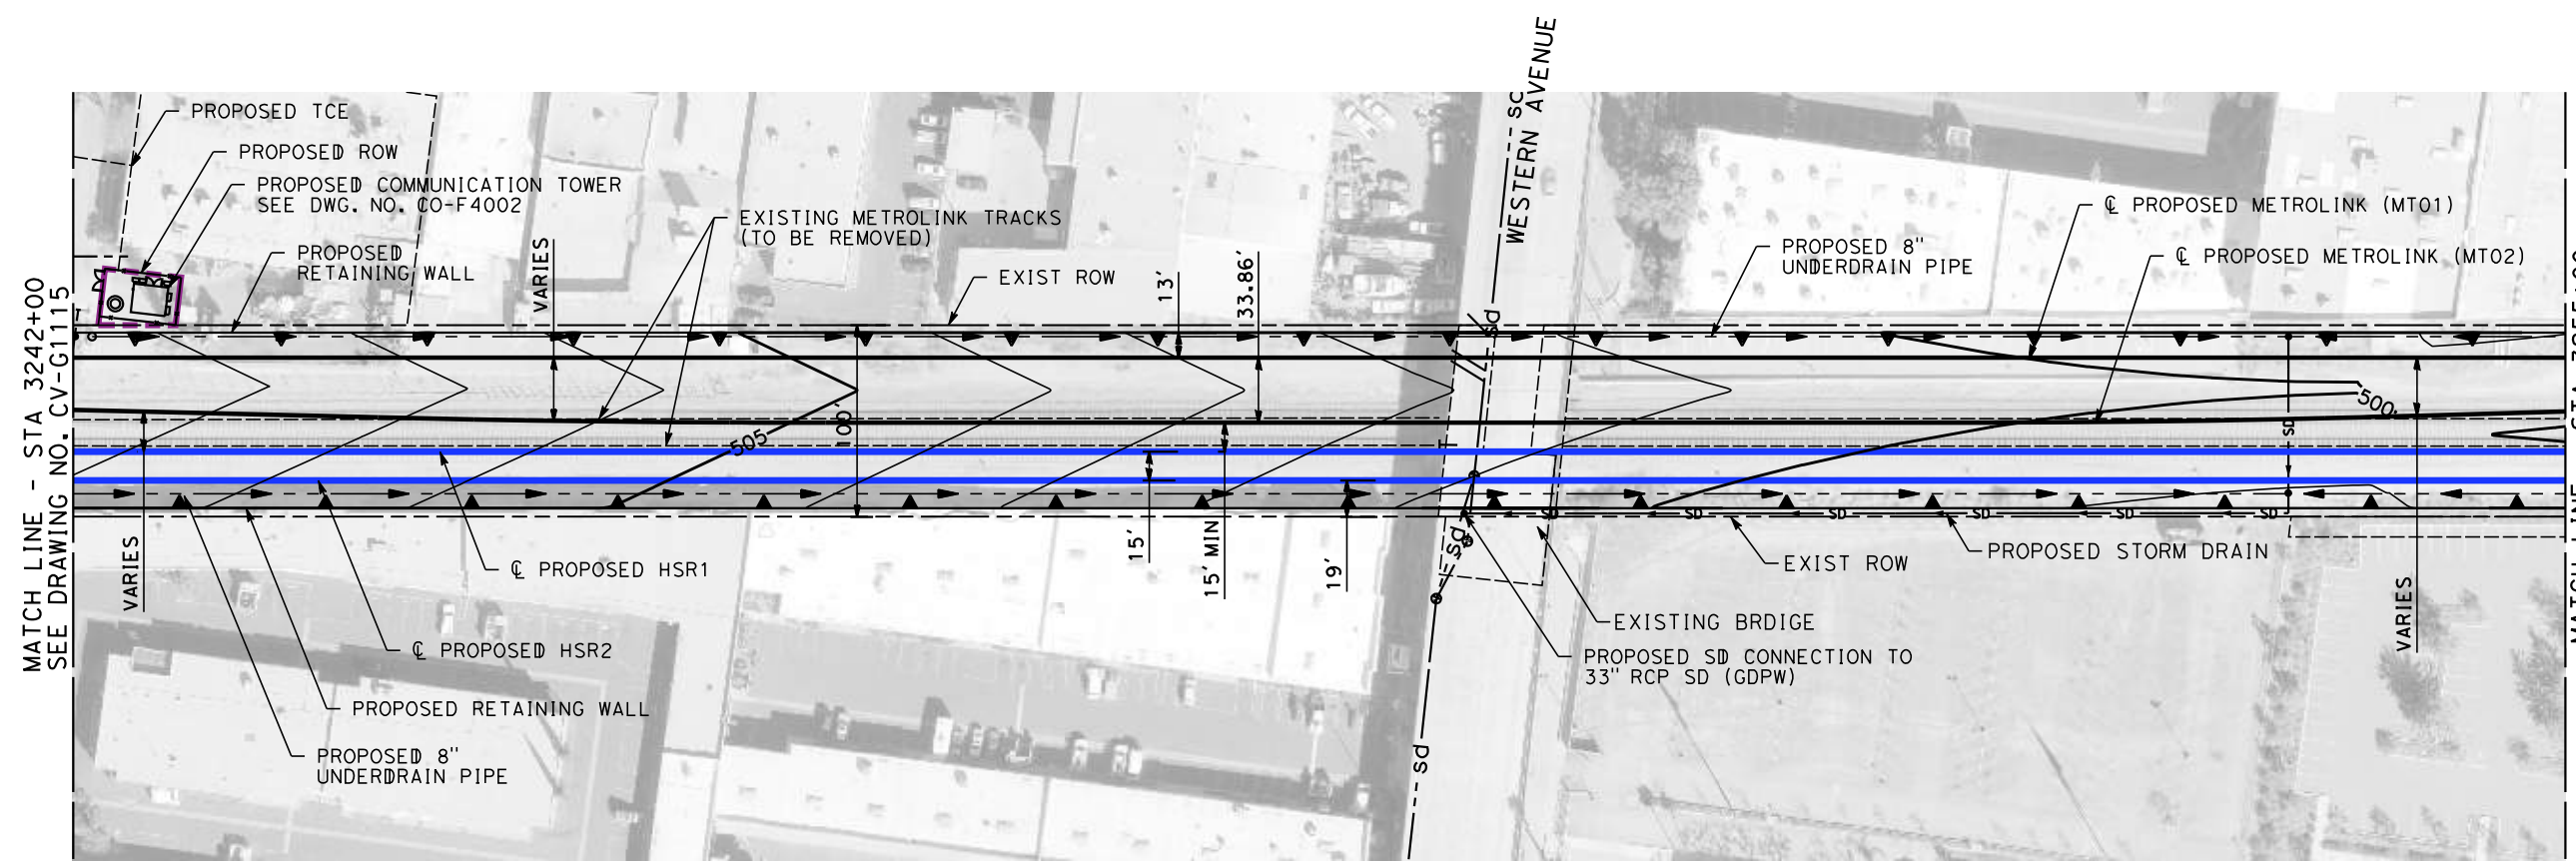 WESTERN AVENUE
sc
PROPOSED TCE
PROPOSED ROW
PROPOSED COMMUNICATION TOWER
SEE DWG. NO. CO-F4002
PROPOSED
RETAINING WALL
VARIES
EXISTING METROLINK TRACKS
(TO BE REMOVED)
EXIST ROW
13'
33.86'
PROPOSED 8"
UNDERDRAIN PIPE
℄ PROPOSED METROLINK (MT01)
℄ PROPOSED METROLINK (MT02)
MATCH LINE - STA 3242+00
SEE DRAWING NO. CV-G1115
sd
100'
505
500
SD
VARIES
℄ PROPOSED HSR1
℄ PROPOSED HSR2
PROPOSED RETAINING WALL
PROPOSED 8"
UNDERDRAIN PIPE
15'
15' MIN
19'
sd
SD
SD
SD
SD
SD
SD
EXIST ROW
PROPOSED STORM DRAIN
EXISTING BRDIGE
PROPOSED SD CONNECTION TO
33" RCP SD (GDPW)
VARIES
sd